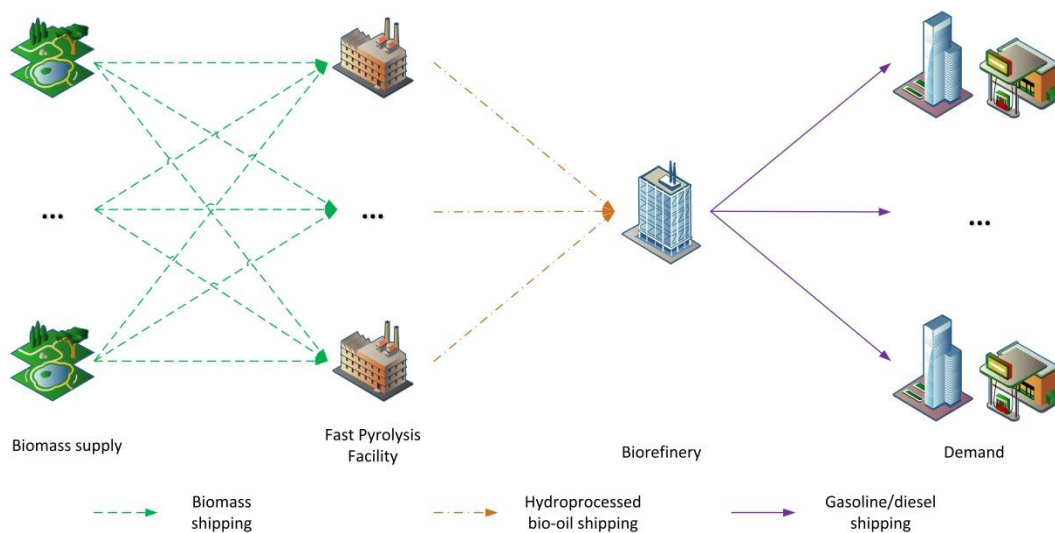 ...
...
...
Biomass supply
Fast Pyrolysis
Facility
Biorefinery
Demand
Biomass
shipping
Hydroprocessed
bio-oil shipping
Gasoline/diesel
shipping